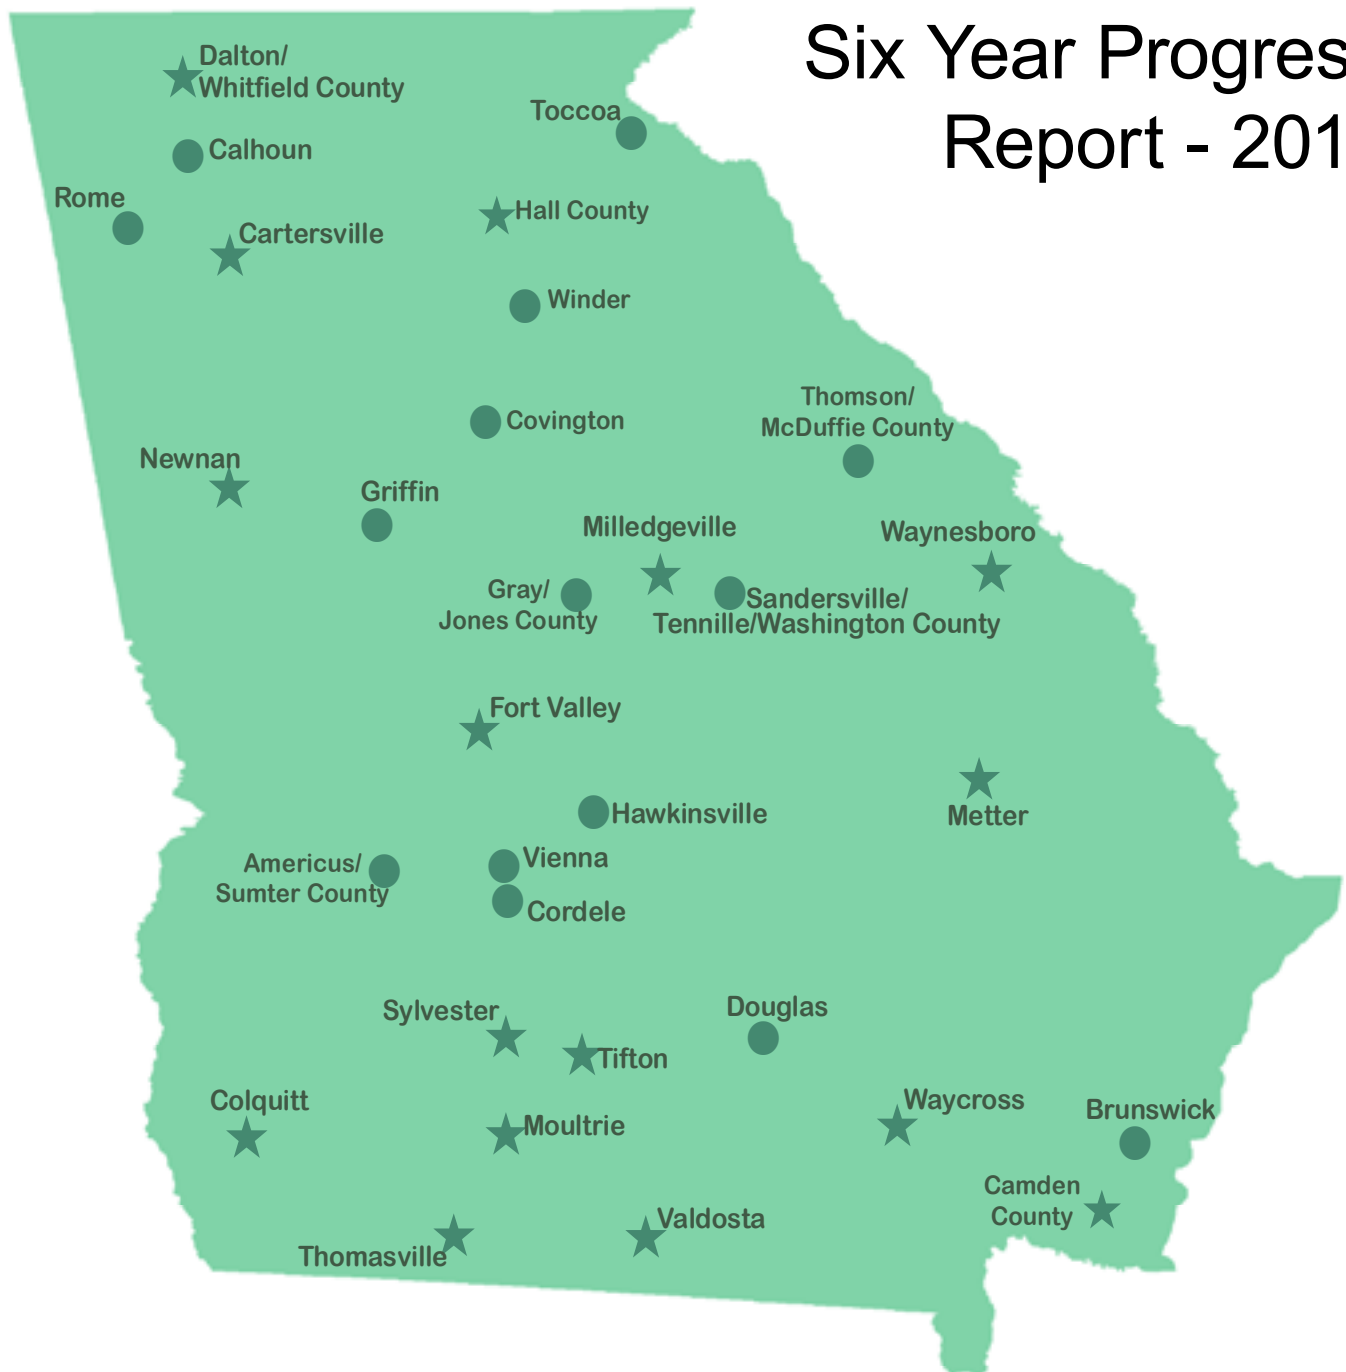 Six Year Progres
Report - 201
Dalton/
Whitfield County
Toccoa
Calhoun
Rome
Hall County
Cartersville
Winder
Thomson/
McDuffie County
Covington
Newnan
Griffin
Milledgeville
Waynesboro
Gray/
Jones County
Sandersville/
Tennille/Washington County
Fort Valley
Hawkinsville
Metter
Vienna
Americus/
Sumter County
Cordele
Sylvester
Douglas
Tifton
Colquitt
Waycross
Brunswick
Moultrie
Camden
County
Valdosta
Thomasville